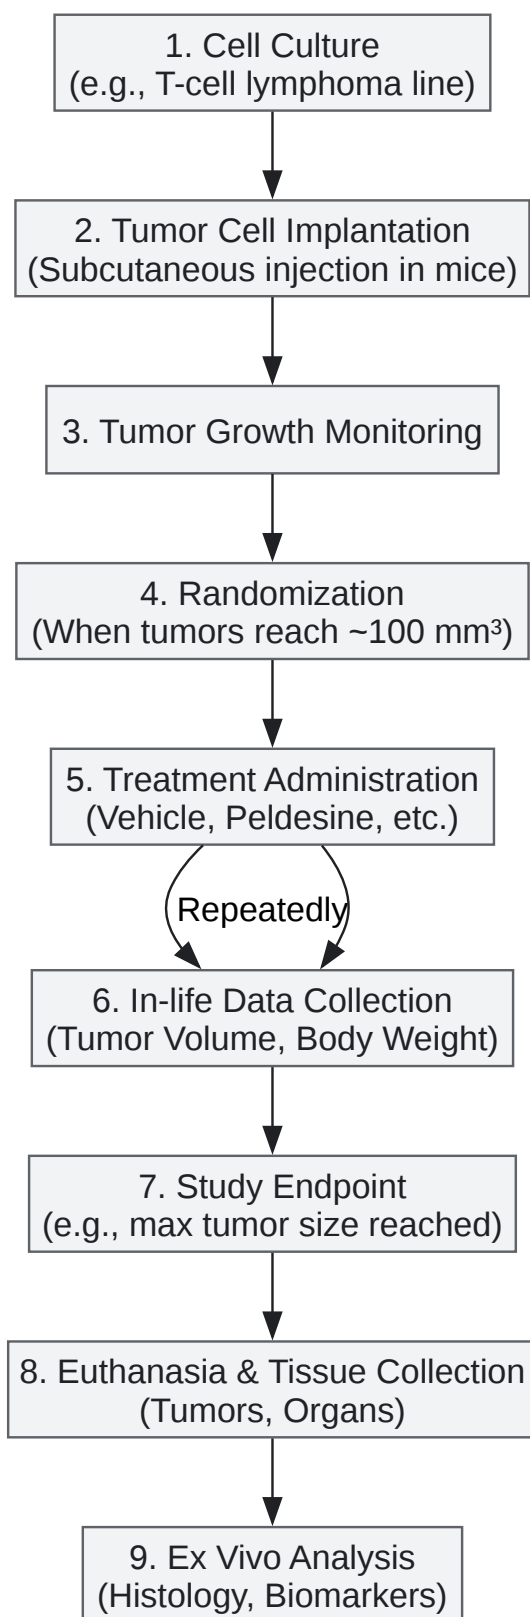 1. Cell Culture
(e.g., T-cell lymphoma line)
2. Tumor Cell Implantation
(Subcutaneous injection in mice)
3. Tumor Growth Monitoring
4. Randomization
(When tumors reach ~100 mm³)
5. Treatment Administration
(Vehicle, Peldesine, etc.)
Repeatedly
6. In-life Data Collection
(Tumor Volume, Body Weight)
7. Study Endpoint
(e.g., max tumor size reached)
8. Euthanasia & Tissue Collection
(Tumors, Organs)
9. Ex Vivo Analysis
(Histology, Biomarkers)